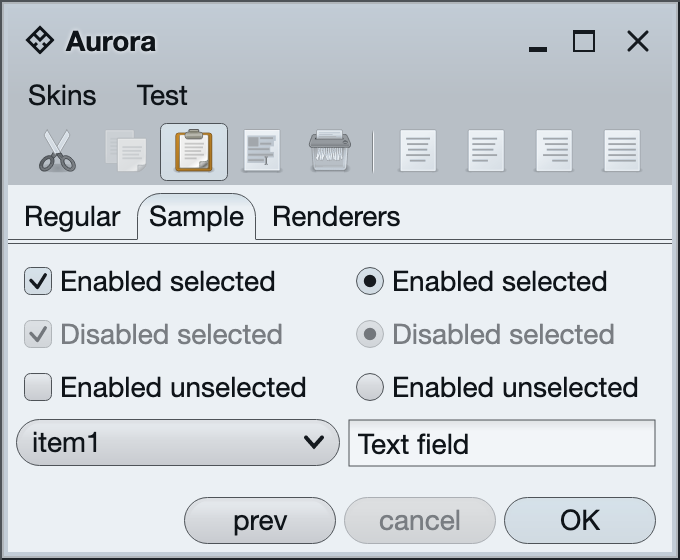 Aurora
Skins Test
Regular Sample Renderers
Enabled selected Enabled selected
Disabled selected Disabled selected
Enabled unselected Enabled unselected
item1 Text field
prev cancel OK